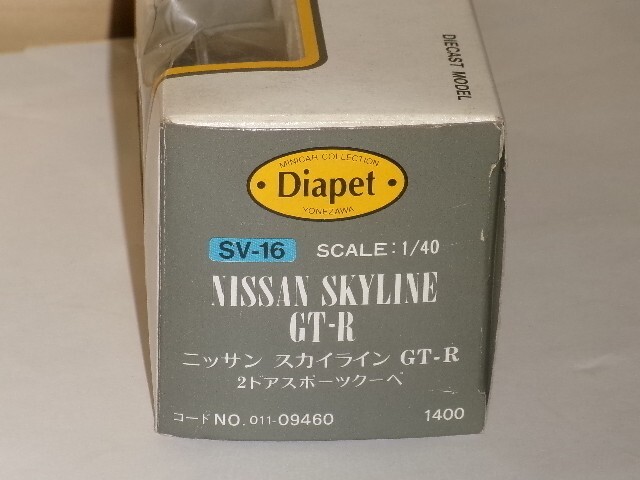 DIECAST MODEL
MINICAR COLLECTION
• Diapet •
YONEZAWA
SV-16 SCALE:1/40
NISSAN SKYLINE
GT-R
ニッサン スカイライン GT-R
2ドアスポーツクーペ
コードNO. 011-09460 1400